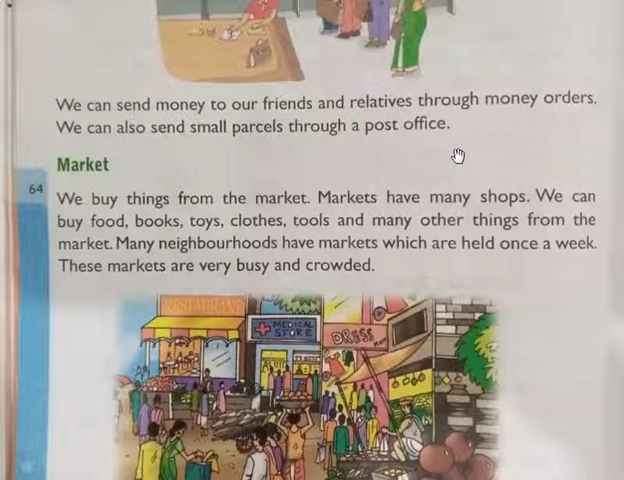 We can send money to our friends and relatives through money orders.
We can also send small parcels through a post office.
Market
64
We buy things from the market. Markets have many shops. We can
buy food, books, toys, clothes, tools and many other things from the
market. Many neighbourhoods have markets which are held once a week.
These markets are very busy and crowded.
RESTAURANT
MEDICAL
STORE
DRESS